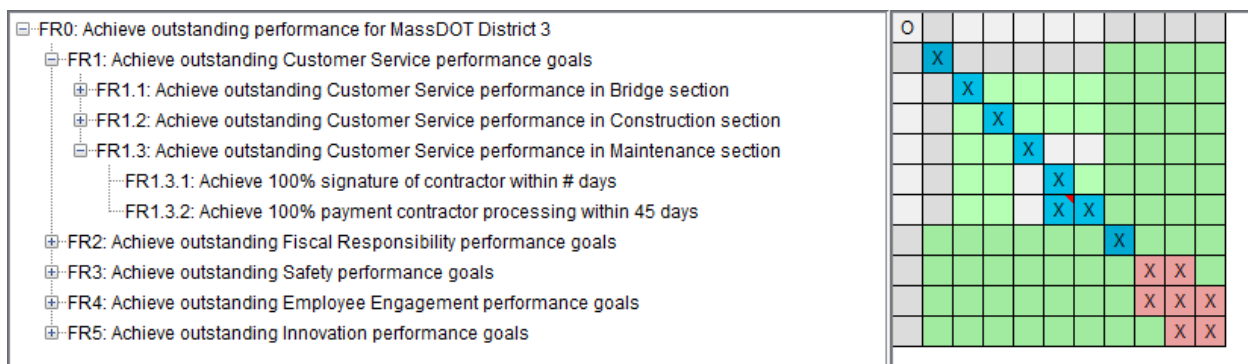 FR0: Achieve outstanding performance for MassDOT District 3 O
FR1: Achieve outstanding Customer Service performance goals X
FR1.1: Achieve outstanding Customer Service performance in Bridge section X
FR1.2: Achieve outstanding Customer Service performance in Construction section X
FR1.3: Achieve outstanding Customer Service performance in Maintenance section X
FR1.3.1: Achieve 100% signature of contractor within # days X
FR1.3.2: Achieve 100% payment contractor processing within 45 days X X
FR2: Achieve outstanding Fiscal Responsibility performance goals X
FR3: Achieve outstanding Safety performance goals X X
FR4: Achieve outstanding Employee Engagement performance goals X X X
FR5: Achieve outstanding Innovation performance goals X X